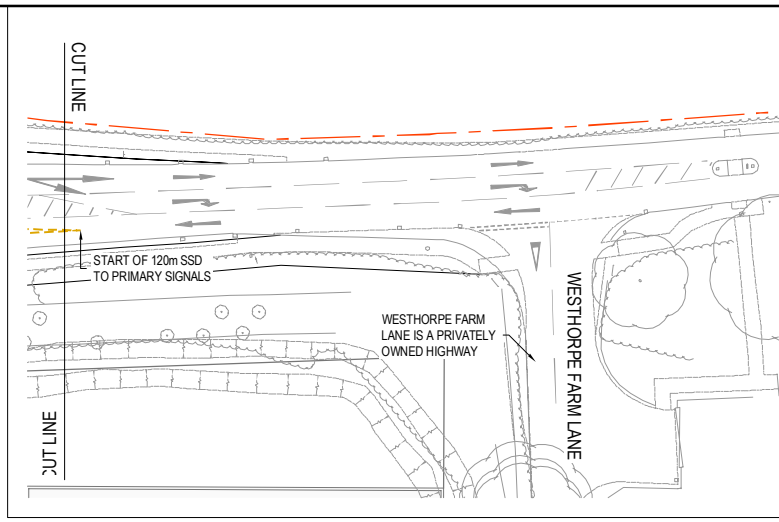 CUT LINE
START OF 120m SSD
TO PRIMARY SIGNALS
WESTHORPE FARM
LANE IS A PRIVATELY
OWNED HIGHWAY
WESTHORPE FARM LANE
CUT LINE